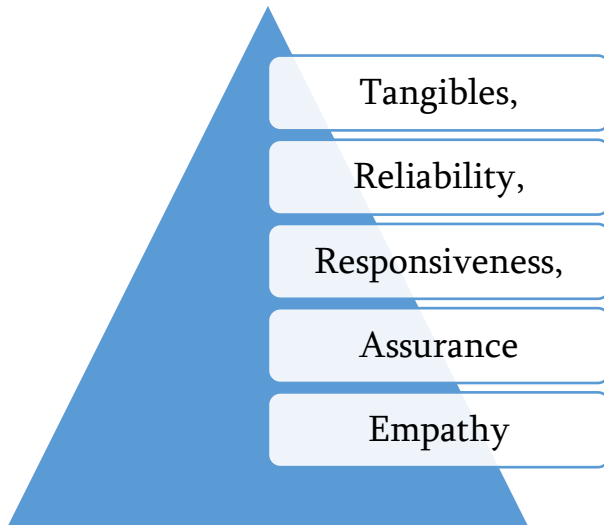 Tangibles,
Reliability,
Responsiveness,
Assurance
Empathy